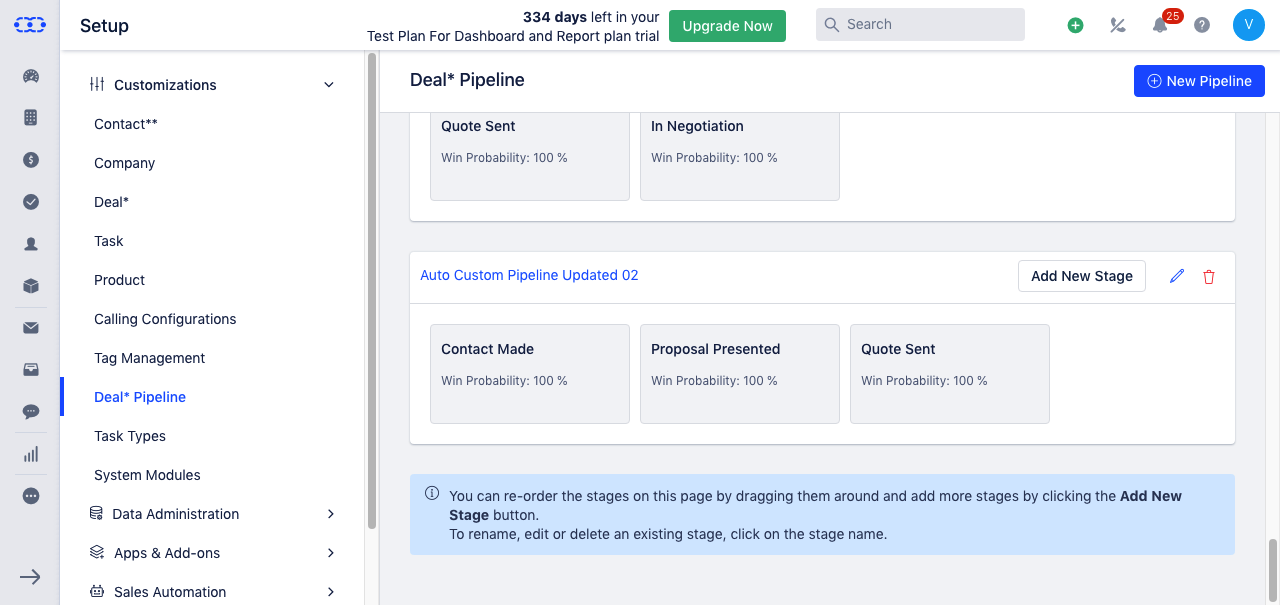 Setup
334 days left in your
Test Plan For Dashboard and Report plan trial
Upgrade Now
Search
25
V
Customizations
Contact**
Company
Deal*
Task
Product
Calling Configurations
Tag Management
Deal* Pipeline
Task Types
System Modules
Data Administration
Apps & Add-ons
Sales Automation
Deal* Pipeline
New Pipeline
Quote Sent
Win Probability: 100 %
In Negotiation
Win Probability: 100 %
Auto Custom Pipeline Updated 02
Add New Stage
Contact Made
Win Probability: 100 %
Proposal Presented
Win Probability: 100 %
Quote Sent
Win Probability: 100 %
You can re-order the stages on this page by dragging them around and add more stages by clicking the Add New
Stage button.
To rename, edit or delete an existing stage, click on the stage name.